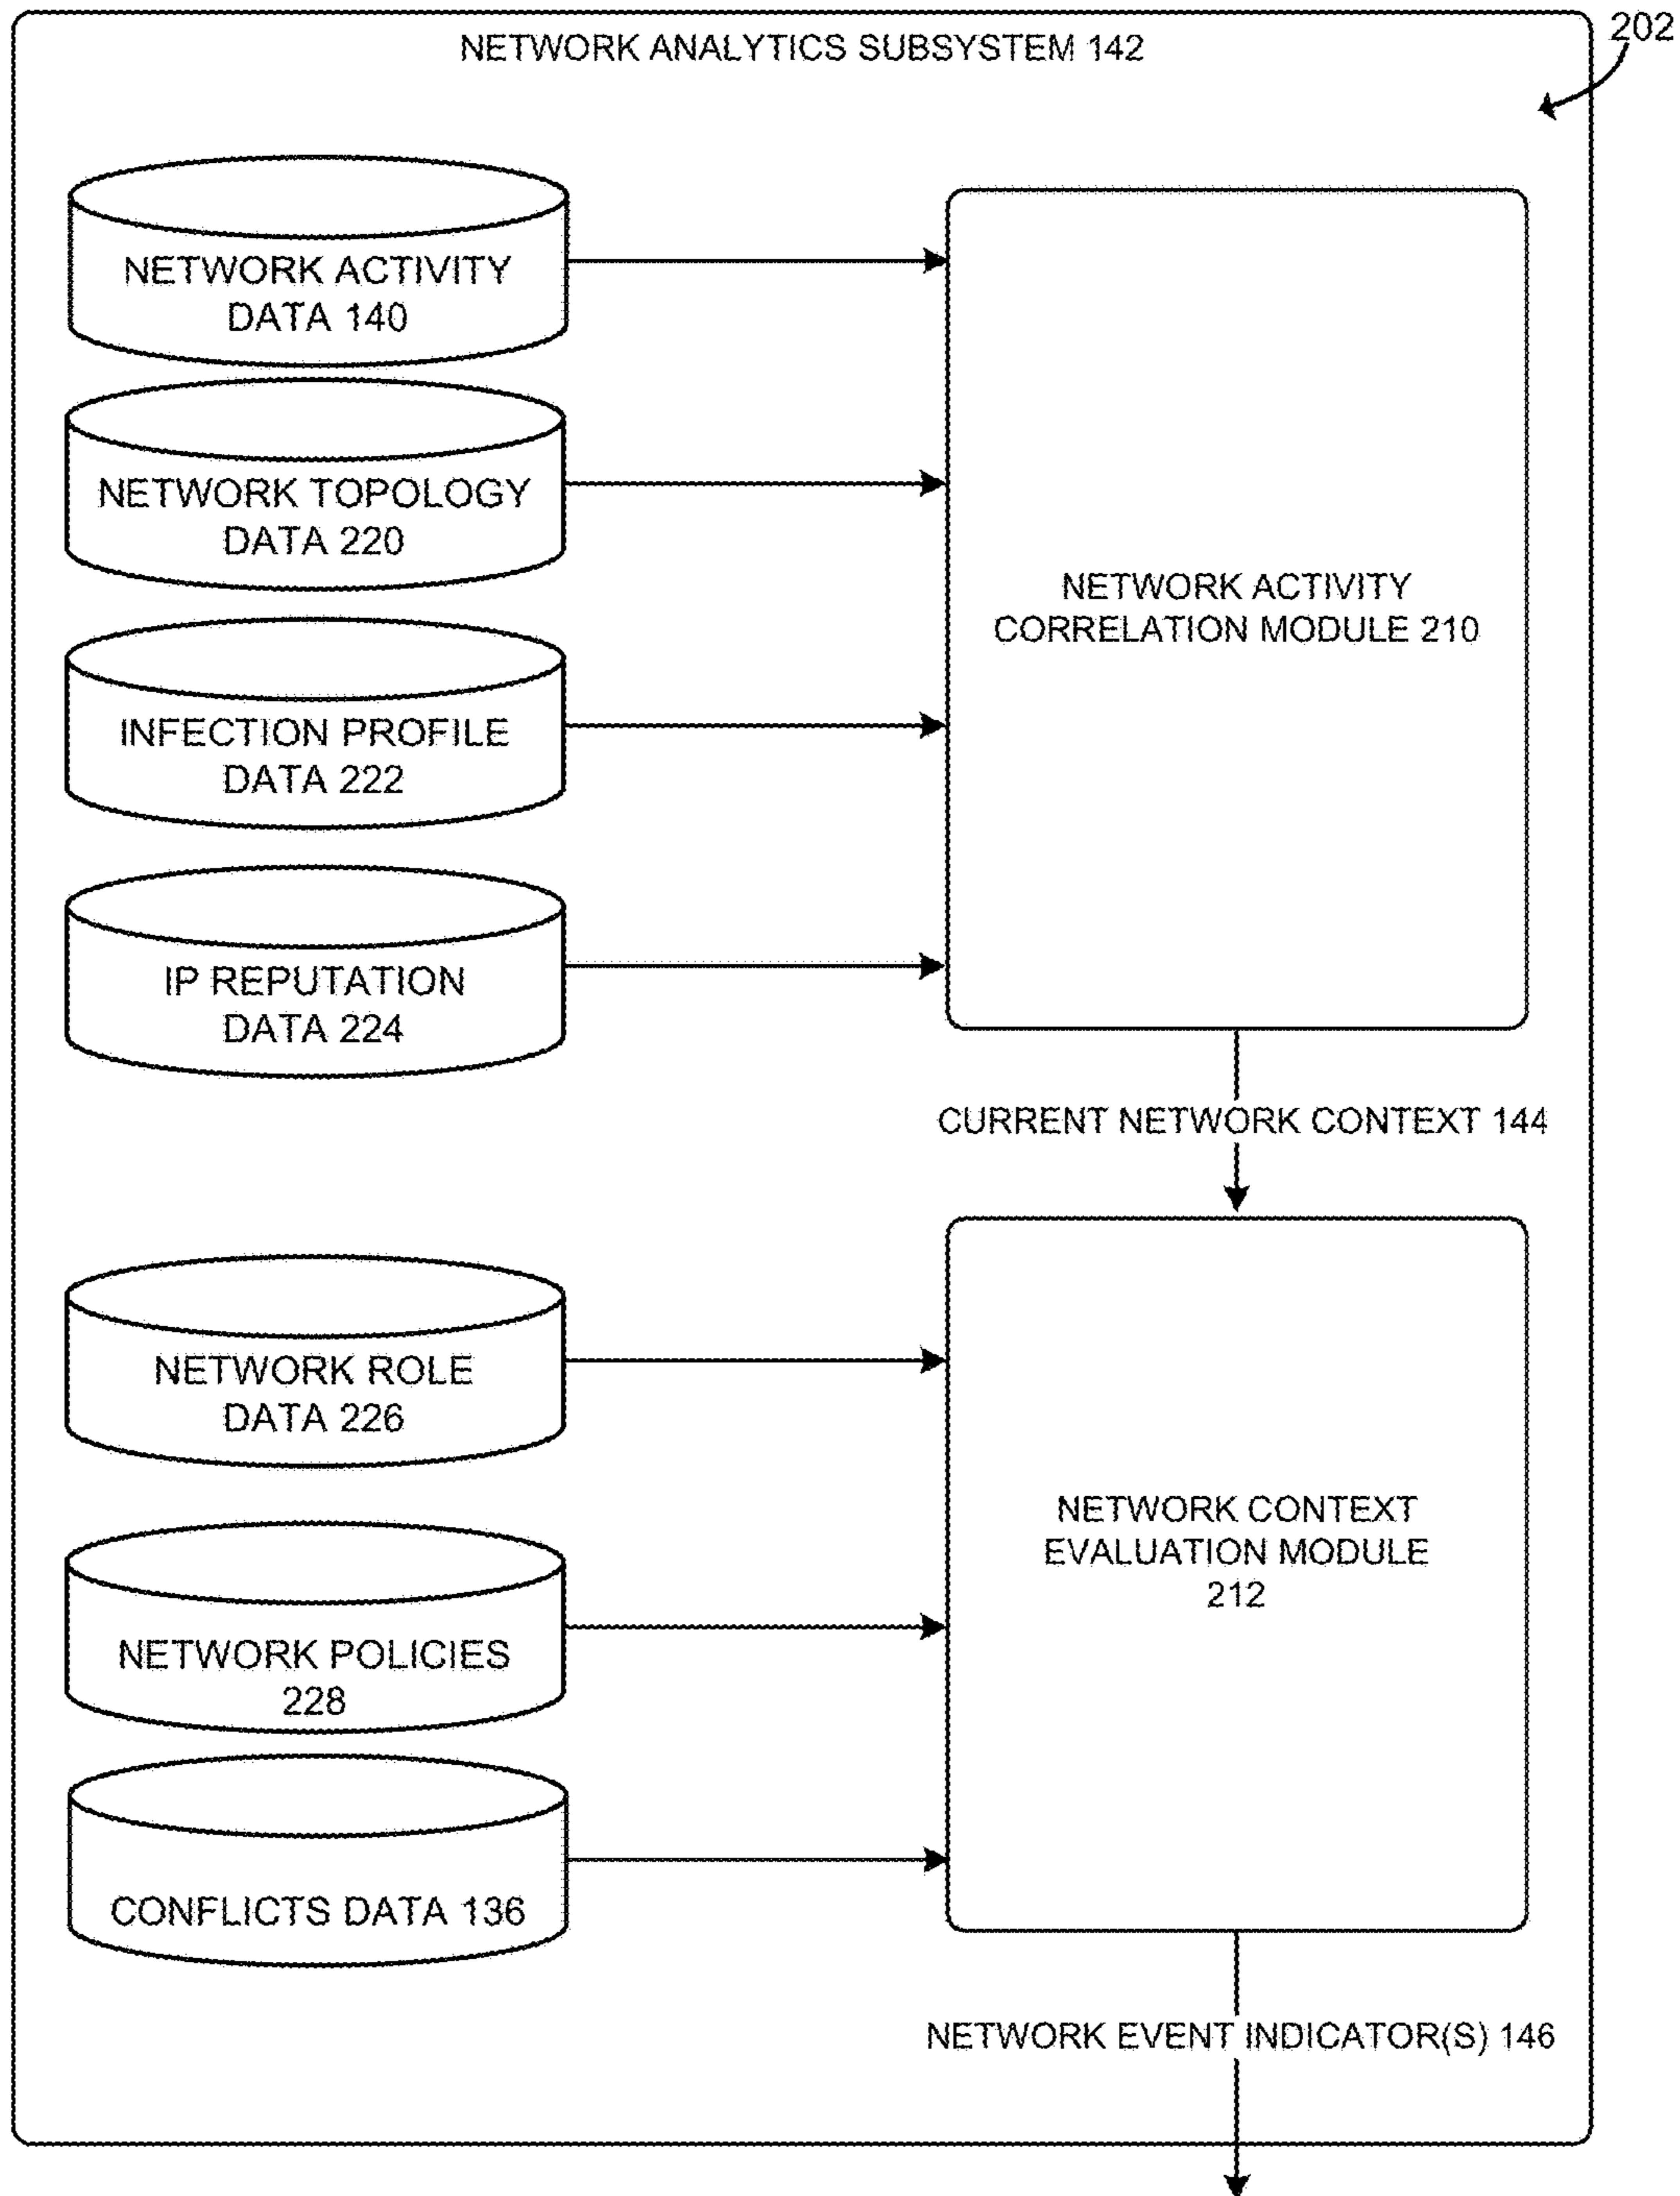 NETWORK ANALYTICS SUBSYSTEM 142
202
NETWORK ACTIVITY
DATA 140
NETWORK TOPOLOGY
DATA 220
INFECTION PROFILE
DATA 222
IP REPUTATION
DATA 224
NETWORK ACTIVITY
CORRELATION MODULE 210
CURRENT NETWORK CONTEXT 144
NETWORK ROLE
DATA 226
NETWORK POLICIES
228
CONFLICTS DATA 136
NETWORK CONTEXT
EVALUATION MODULE
212
NETWORK EVENT INDICATOR(S) 146